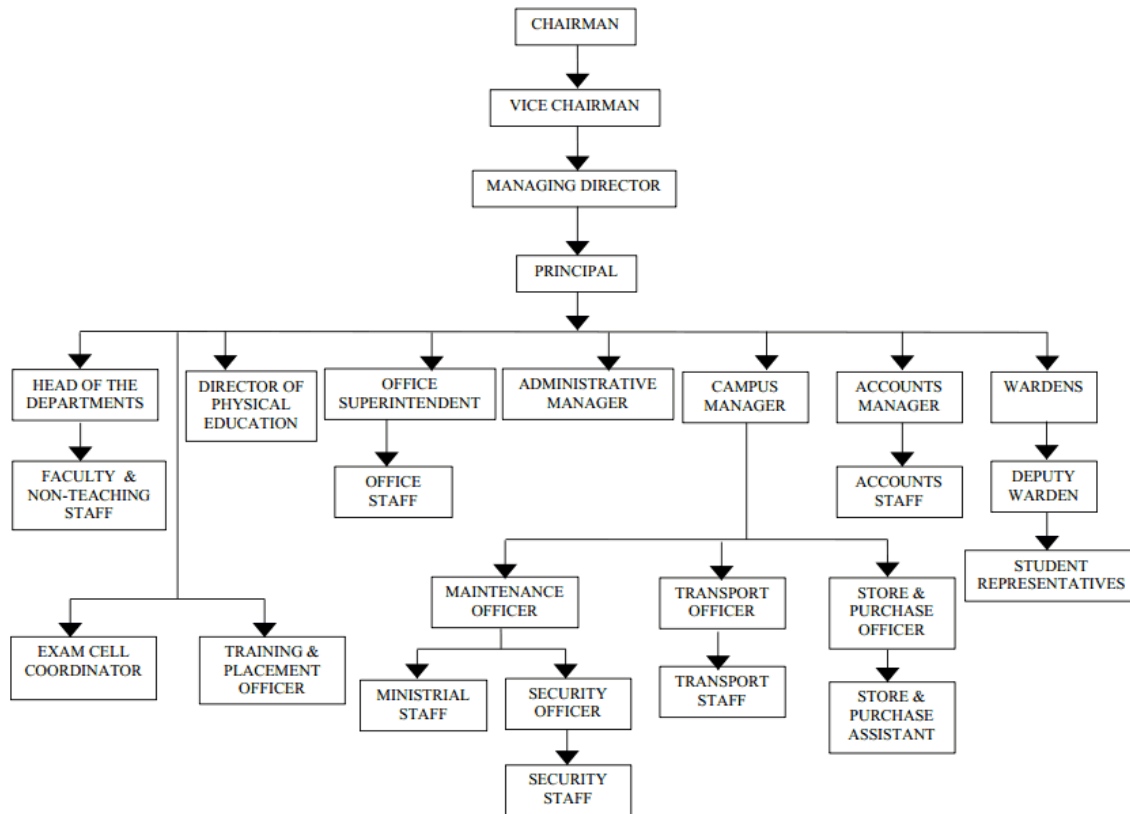 CHAIRMAN
VICE CHAIRMAN
MANAGING DIRECTOR
PRINCIPAL
HEAD OF THE
DEPARTMENTS
DIRECTOR OF
PHYSICAL
EDUCATION
OFFICE
SUPERINTENDENT
ADMINISTRATIVE
MANAGER
CAMPUS
MANAGER
ACCOUNTS
MANAGER
WARDENS
FACULTY &
NON-TEACHING
STAFF
OFFICE
STAFF
ACCOUNTS
STAFF
DEPUTY
WARDEN
STUDENT
REPRESENTATIVES
MAINTENANCE
OFFICER
TRANSPORT
OFFICER
STORE &
PURCHASE
OFFICER
EXAM CELL
COORDINATOR
TRAINING &
PLACEMENT
OFFICER
MINISTRIAL
STAFF
SECURITY
OFFICER
TRANSPORT
STAFF
STORE &
PURCHASE
ASSISTANT
SECURITY
STAFF